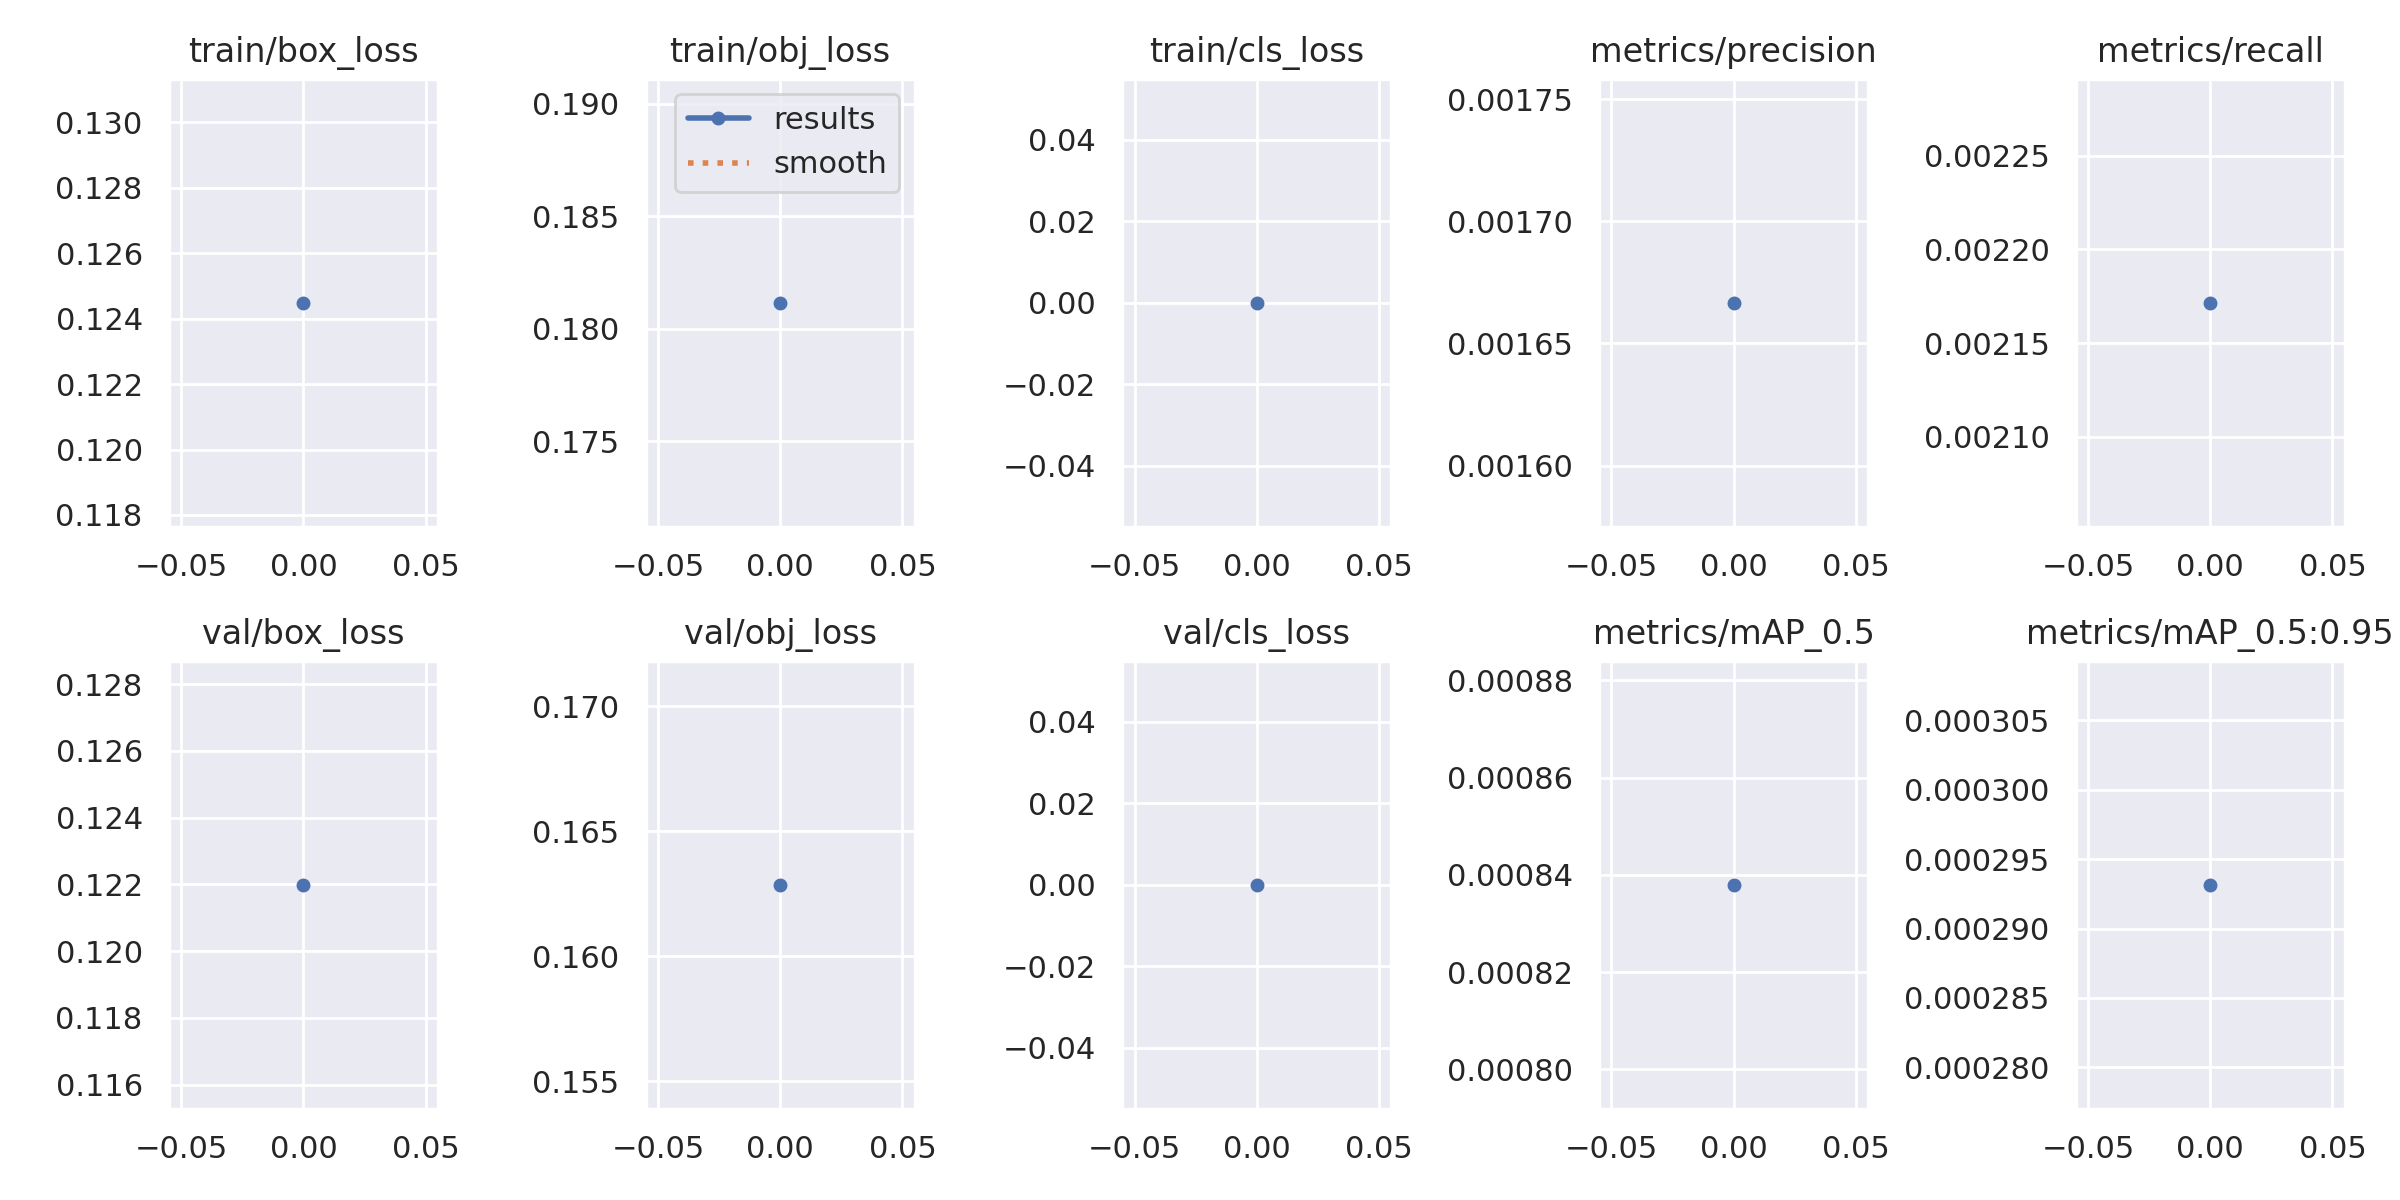 train/box_loss
0.130
0.128
0.126
0.124
0.122
0.120
0.118
−0.05 0.00 0.05
train/obj_loss
0.190
0.185
0.180
0.175
results
smooth
−0.05 0.00 0.05
train/cls_loss
0.04
0.02
0.00
−0.02
−0.04
−0.05 0.00 0.05
metrics/precision
0.00175
0.00170
0.00165
0.00160
−0.05 0.00 0.05
metrics/recall
0.00225
0.00220
0.00215
0.00210
−0.05 0.00 0.05
val/box_loss
0.128
0.126
0.124
0.122
0.120
0.118
0.116
−0.05 0.00 0.05
val/obj_loss
0.170
0.165
0.160
0.155
−0.05 0.00 0.05
val/cls_loss
0.04
0.02
0.00
−0.02
−0.04
−0.05 0.00 0.05
metrics/mAP_0.5
0.00088
0.00086
0.00084
0.00082
0.00080
−0.05 0.00 0.05
metrics/mAP_0.5:0.95
0.000305
0.000300
0.000295
0.000290
0.000285
0.000280
−0.05 0.00 0.05